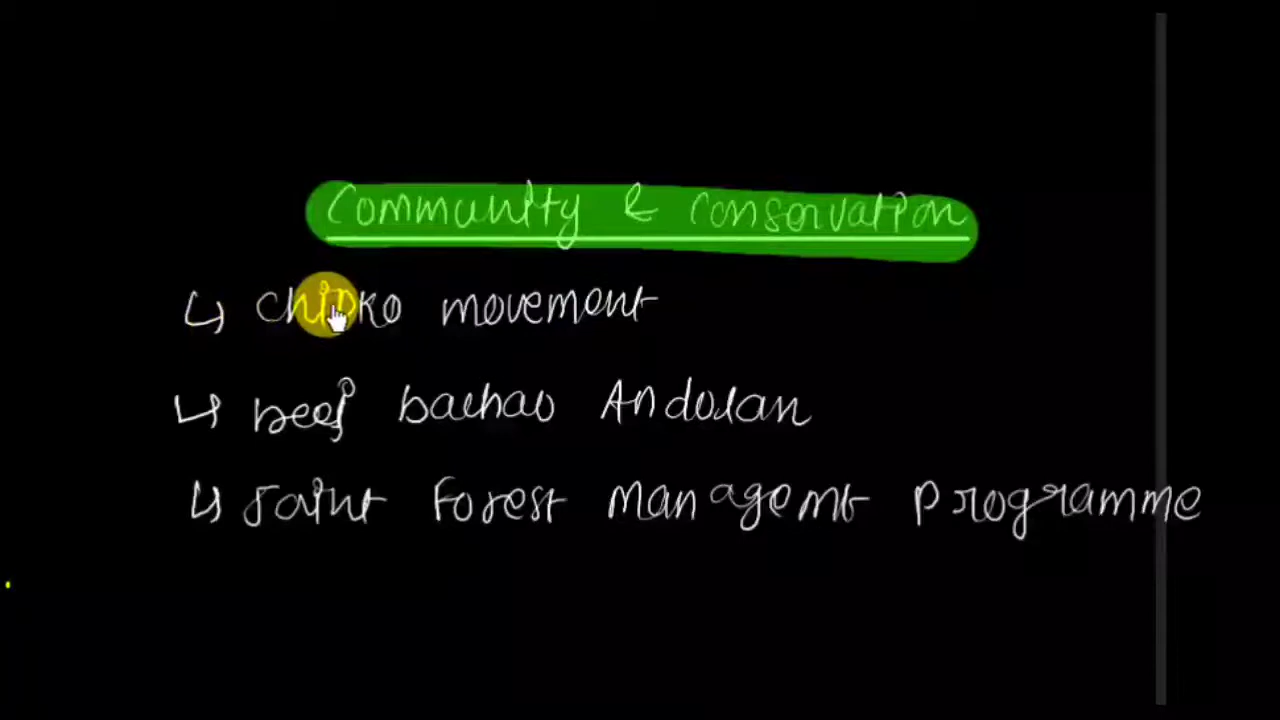 Community & Conservation
↳ Chipko movement
↳ beej bachao Andolan
↳ Joint Forest Managemt Programme